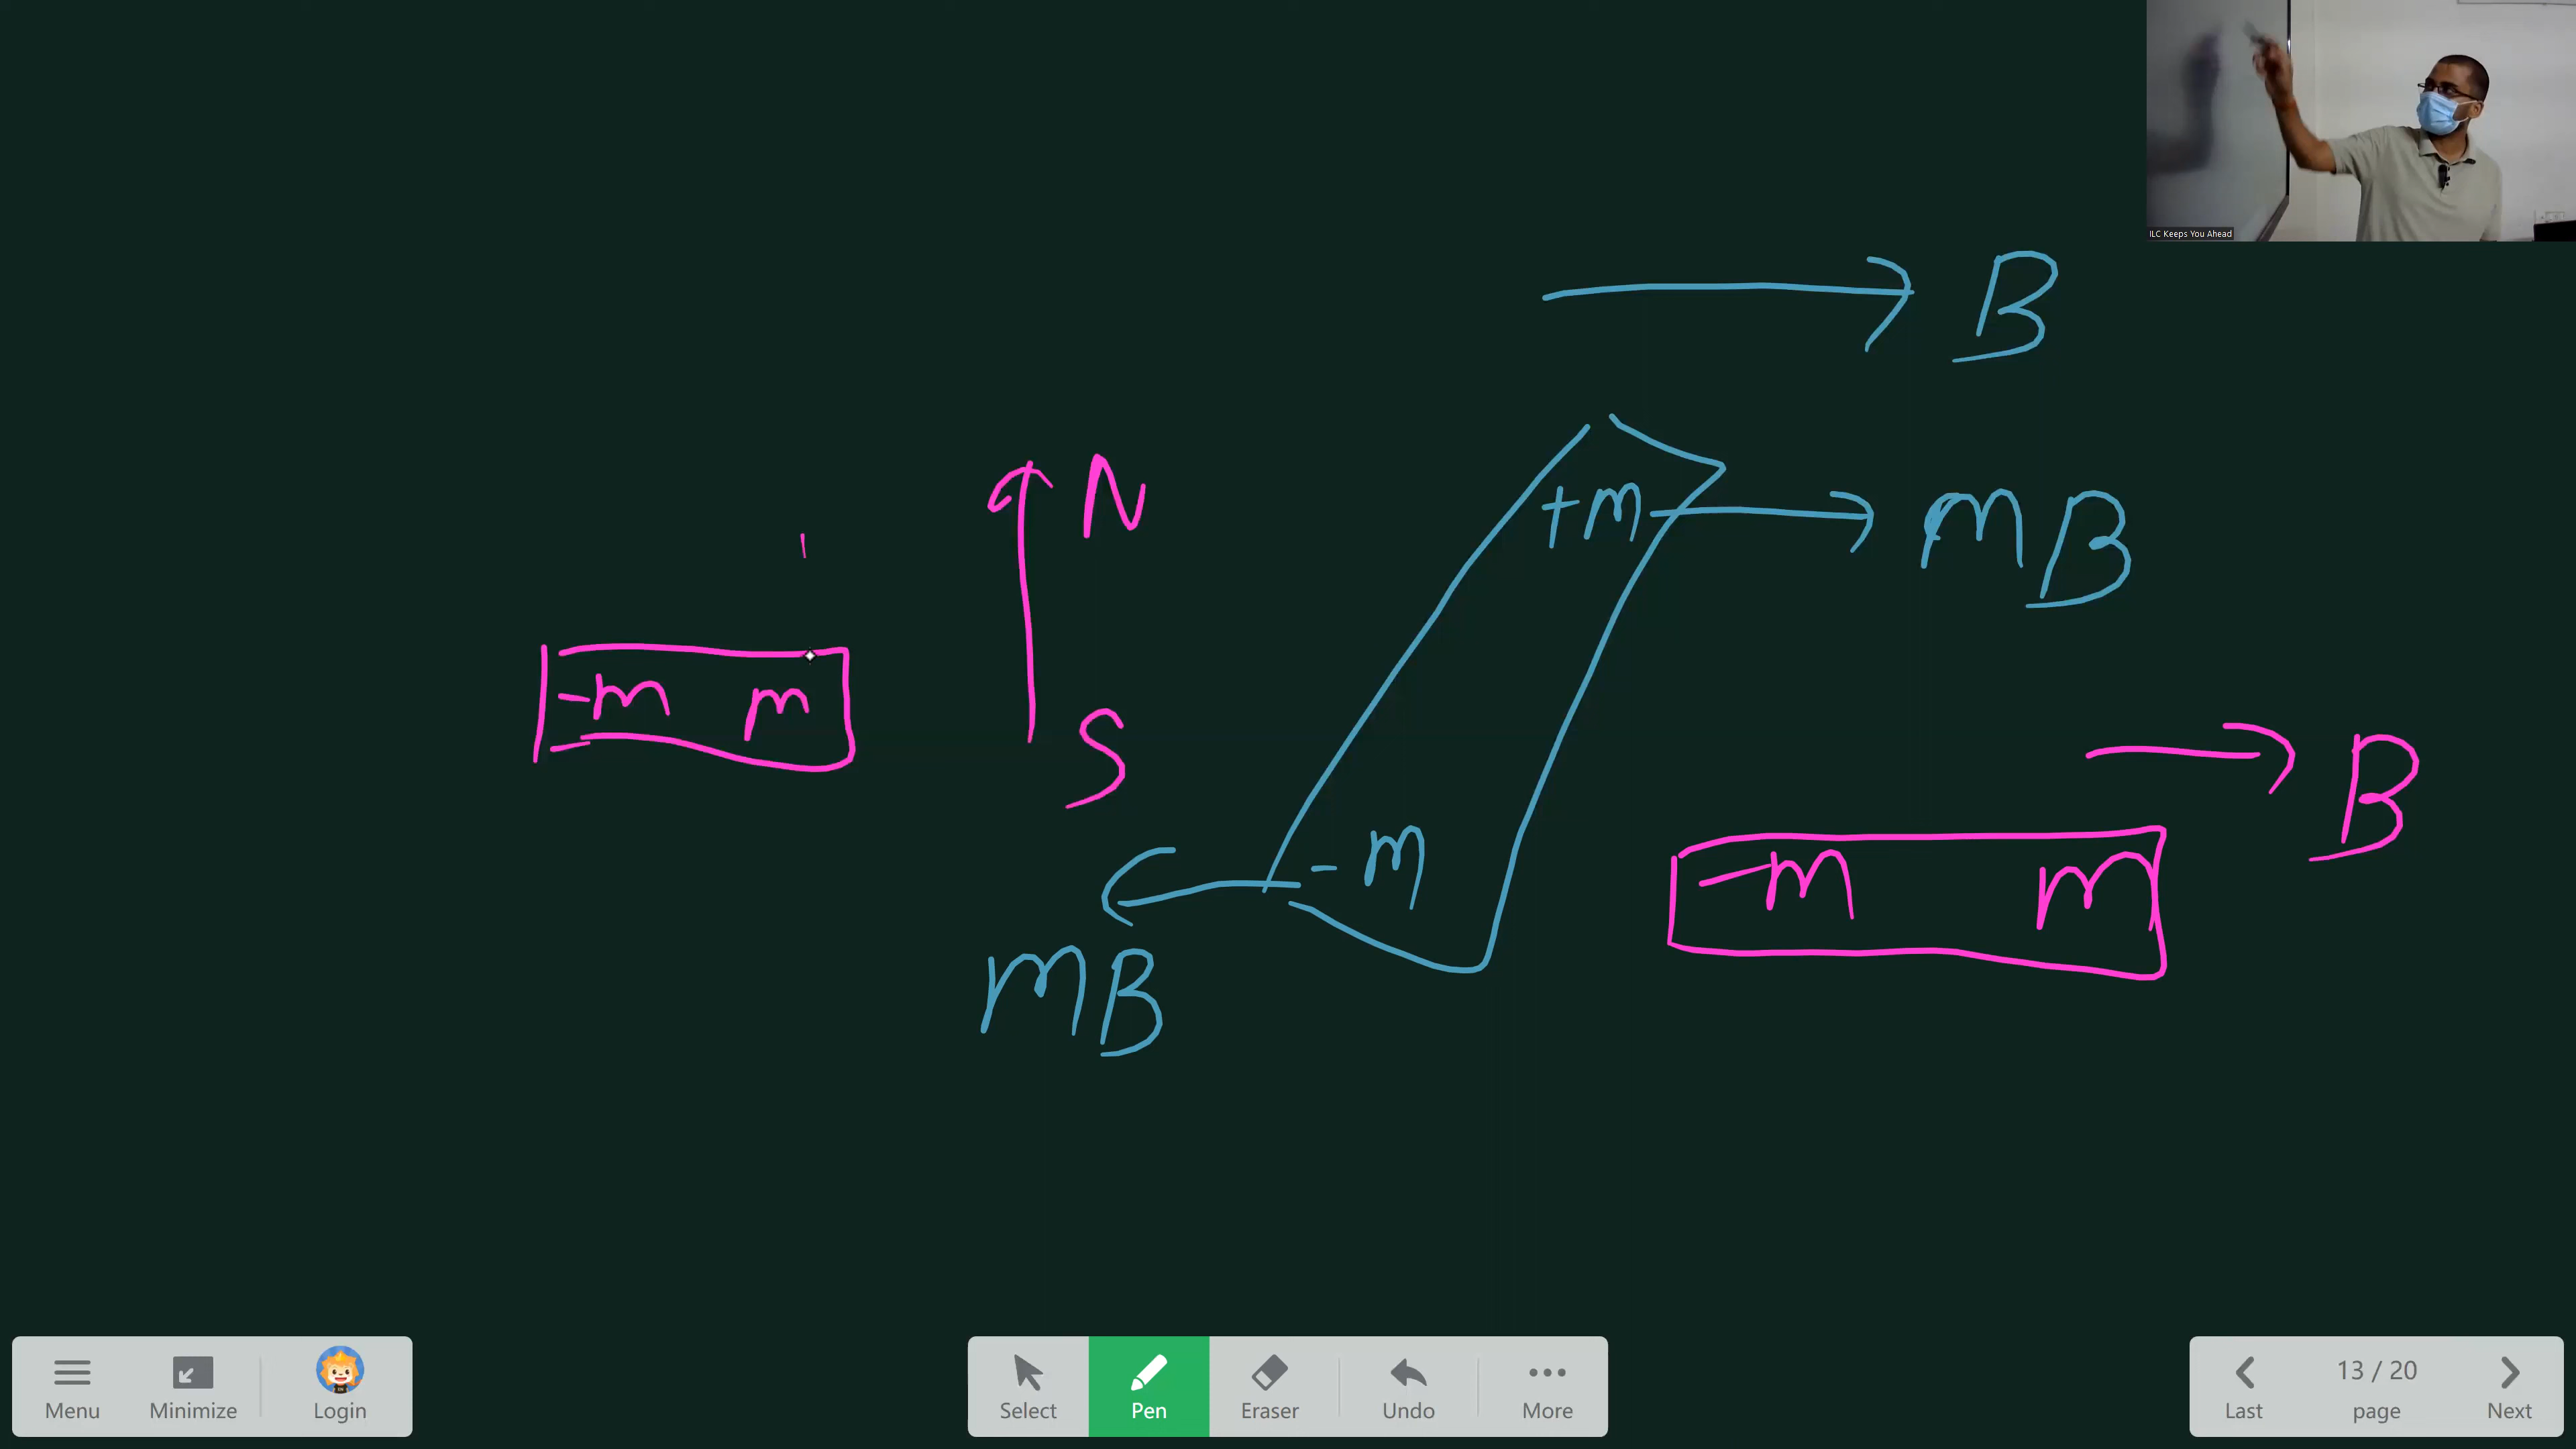 ILC Keeps You Ahead
B
N
+m
mB
-m m
S
B
-m
-m m
mB
Menu
Minimize
Login
Select
Pen
Eraser
Undo
More
Last
13 / 20
page
Next